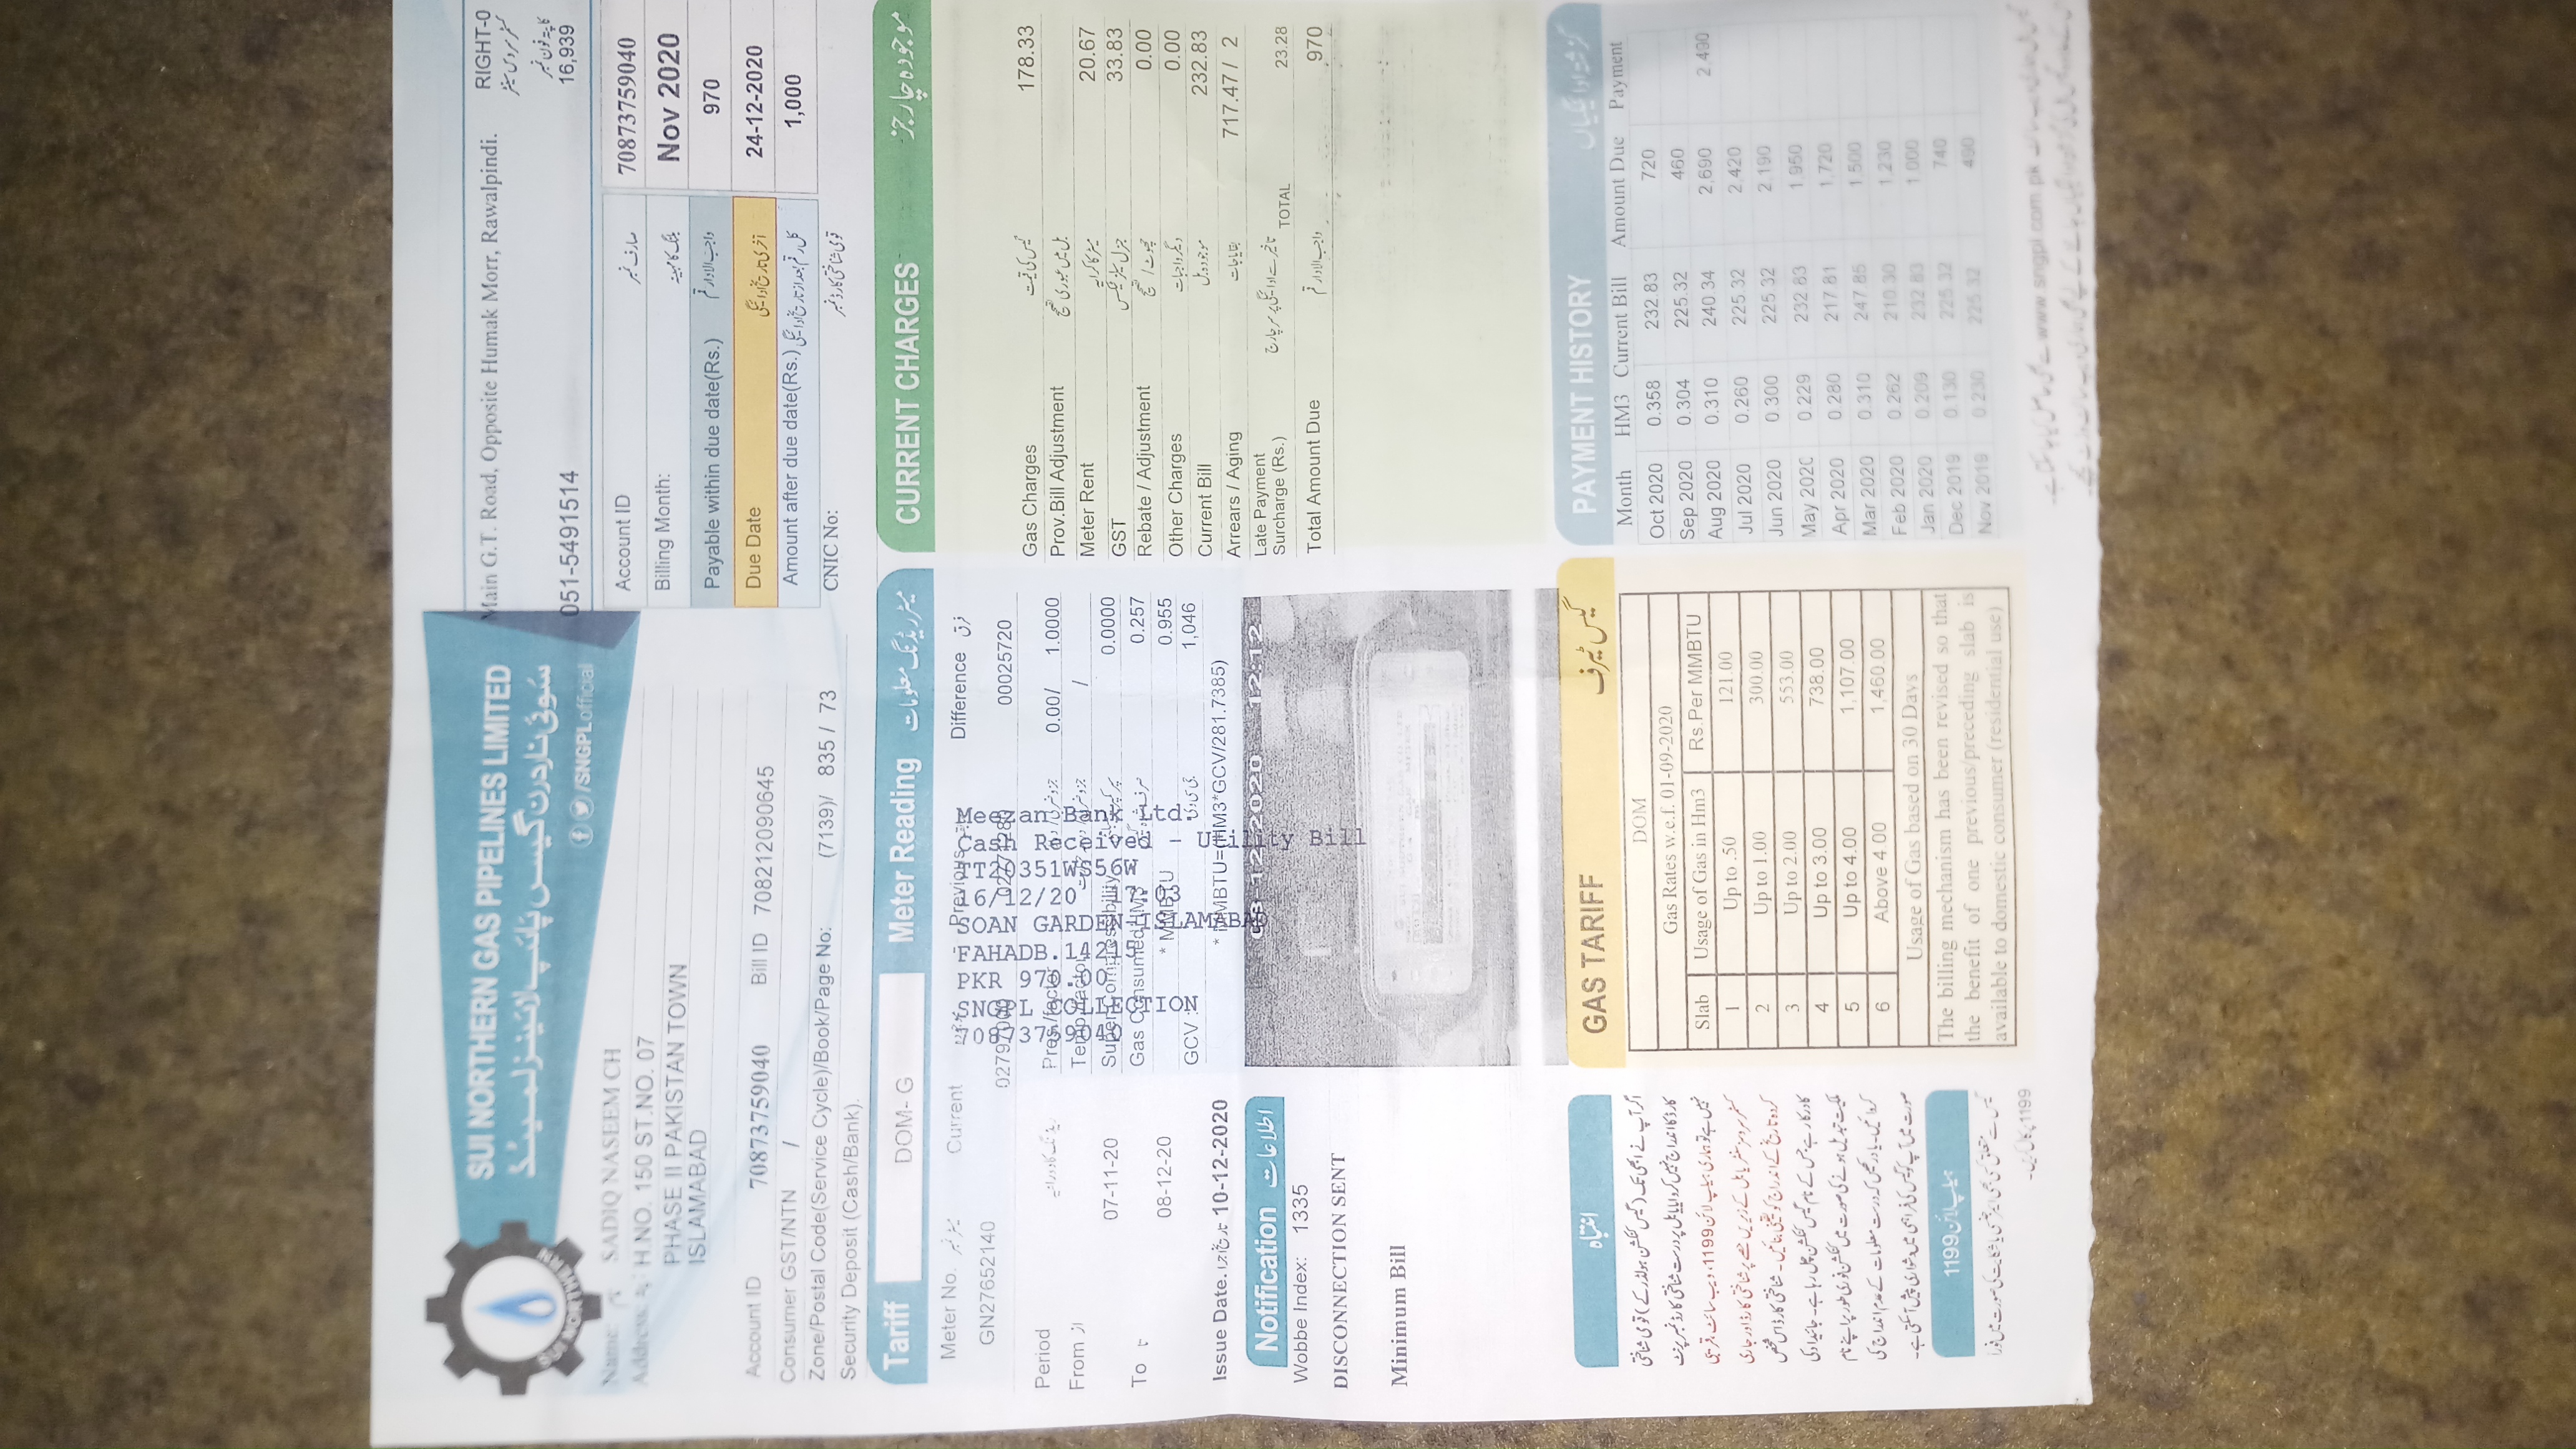 SUI NORTHERN GAS PIPELINES LIMITED
سوئی ناردرن گیس پائپ لائینز لمیٹڈ
/SNGPLofficial
SUI NORTHERN
Main G.T. Road, Opposite Humak Morr, Rawalpindi.
RIGHT-0
کسٹمر سروس سینٹر
کا پتہ فون نمبر
051-5491514
16,939
Name: نام SADIQ NASEEM CH
Address: پتہ H.NO. 150 ST.NO. 07
PHASE II PAKISTAN TOWN
ISLAMABAD
Account ID 70873759040 Bill ID 708212090645
Consumer GST/NTN /
Zone/Postal Code(Service Cycle)/Book/Page No: (7139)/ 835 / 73
Security Deposit (Cash/Bank).
Account ID صارف نمبر 70873759040
Billing Month: بلنگ کا مہینہ Nov 2020
Payable within due date(Rs.) واجب الادا رقم 970
Due Date آخری تاریخ ادائیگی 24-12-2020
Amount after due date(Rs.) کل رقم بعد از تاریخ ادائیگی 1,000
CNIC No: قومی شناختی کارڈ نمبر
Tariff DOM- G Meter Reading میٹر ریڈنگ معلومات
Meter No. میٹر نمبر Current Previous Difference فرق
GN27652140 00025720
Period
From از
07-11-20
To تا
08-12-20
Issue Date. تاریخ اجرا 10-12-2020
Pres./factor 0.00/ 1.0000
Temp./factor /
Super Compressibility 0.0000
Gas Consumed HM3 0.257
* MMBTU 0.955
GCV : جی سی وی 1,046
* MMBTU=(HM3*GCV/281.7385)
Meezan Bank Ltd.
Cash Received - Utility Bill
TT20351WS56W
16/12/20 17:03
SOAN GARDEN-ISLAMABAD
FAHADB.14215
PKR 970.00
SNGPL COLLECTION
70873759040
CURRENT CHARGES موجودہ چارجز
Gas Charges گیس کی قیمت 178.33
Prov.Bill Adjustment بل میں عبوری تصحیح
Meter Rent میٹر کا کرایہ 20.67
GST جنرل سیلز ٹیکس 33.83
Rebate / Adjustment چھوٹ / تصحیح 0.00
Other Charges دیگر واجبات 0.00
Current Bill موجودہ بل 232.83
Arrears / Aging بقایاجات 717.47 / 2
Late Payment
Surcharge (Rs.) تاخیر سے ادائیگی پر سرچارج TOTAL 23.28
Total Amount Due واجب الادا رقم 970
Notification اطلاعات
Wobbe Index: 1335
DISCONNECTION SENT
Minimum Bill
08-12-2020 12:12
انتباہ
اگر آپ نے ابھی تک (گیس کنکشن ہولڈر کے) قومی شناختی
کارڈ کا اندراج نہیں کروایا یا بل پر درست شناختی کارڈ نمبر پرنٹ
نہیں ہے تو ہماری ہیلپ لائن 1199، ویب سائٹ، قریبی
کسٹمر سروسز سنٹر یا بل کے زیریں حصے پر شناختی کارڈ اور جاری
کردہ تاریخ کے اندراج کو یقینی بنائیں۔ شناختی کارڈ اس شخص
کا درکار ہے جس کے نام گیس کنکشن چل رہا ہے۔ جائیداد کی
ملکیت تبدیل ہونے کی صورت میں کنکشن فوری طور پر اپنے نام
کروائیں۔ یاد رکھیں کہ درست معلومات کے عدم اندراج کی
صورت میں آپ کو گیس کی فراہمی میں دشواری پیش آسکتی ہے۔
ہیلپ لائن 1199
گیس سے متعلق کسی بھی ایمرجنسی یا شکایت کی صورت میں فوراً
1199 پر کال کریں۔
GAS TARIFF گیس ٹیرف
DOM
Gas Rates w.e.f. 01-09-2020
Slab Usage of Gas in Hm3 Rs.Per MMBTU
1 Up to .50 121.00
2 Up to 1.00 300.00
3 Up to 2.00 553.00
4 Up to 3.00 738.00
5 Up to 4.00 1,107.00
6 Above 4.00 1,460.00
Usage of Gas based on 30 Days
The billing mechanism has been revised so that
the benefit of one previous/preceding slab is
available to domestic consumer (residential use)
PAYMENT HISTORY گزشتہ ادائیگیاں
Month HM3 Current Bill Amount Due Payment
Oct 2020 0.358 232.83 720
Sep 2020 0.304 225.32 460
Aug 2020 0.310 240.34 2,690 2,490
Jul 2020 0.260 225.32 2,420
Jun 2020 0.300 225.32 2,190
May 2020 0.229 232.83 1,950
Apr 2020 0.280 217.81 1,720
Mar 2020 0.310 247.85 1,500
Feb 2020 0.262 210.30 1,230
Jan 2020 0.209 232.83 1,000
Dec 2019 0.130 225.32 740
Nov 2019 0.230 225.32 490
www.sngpl.com.pk سے بھی حاصل کیا جا سکتا ہے۔